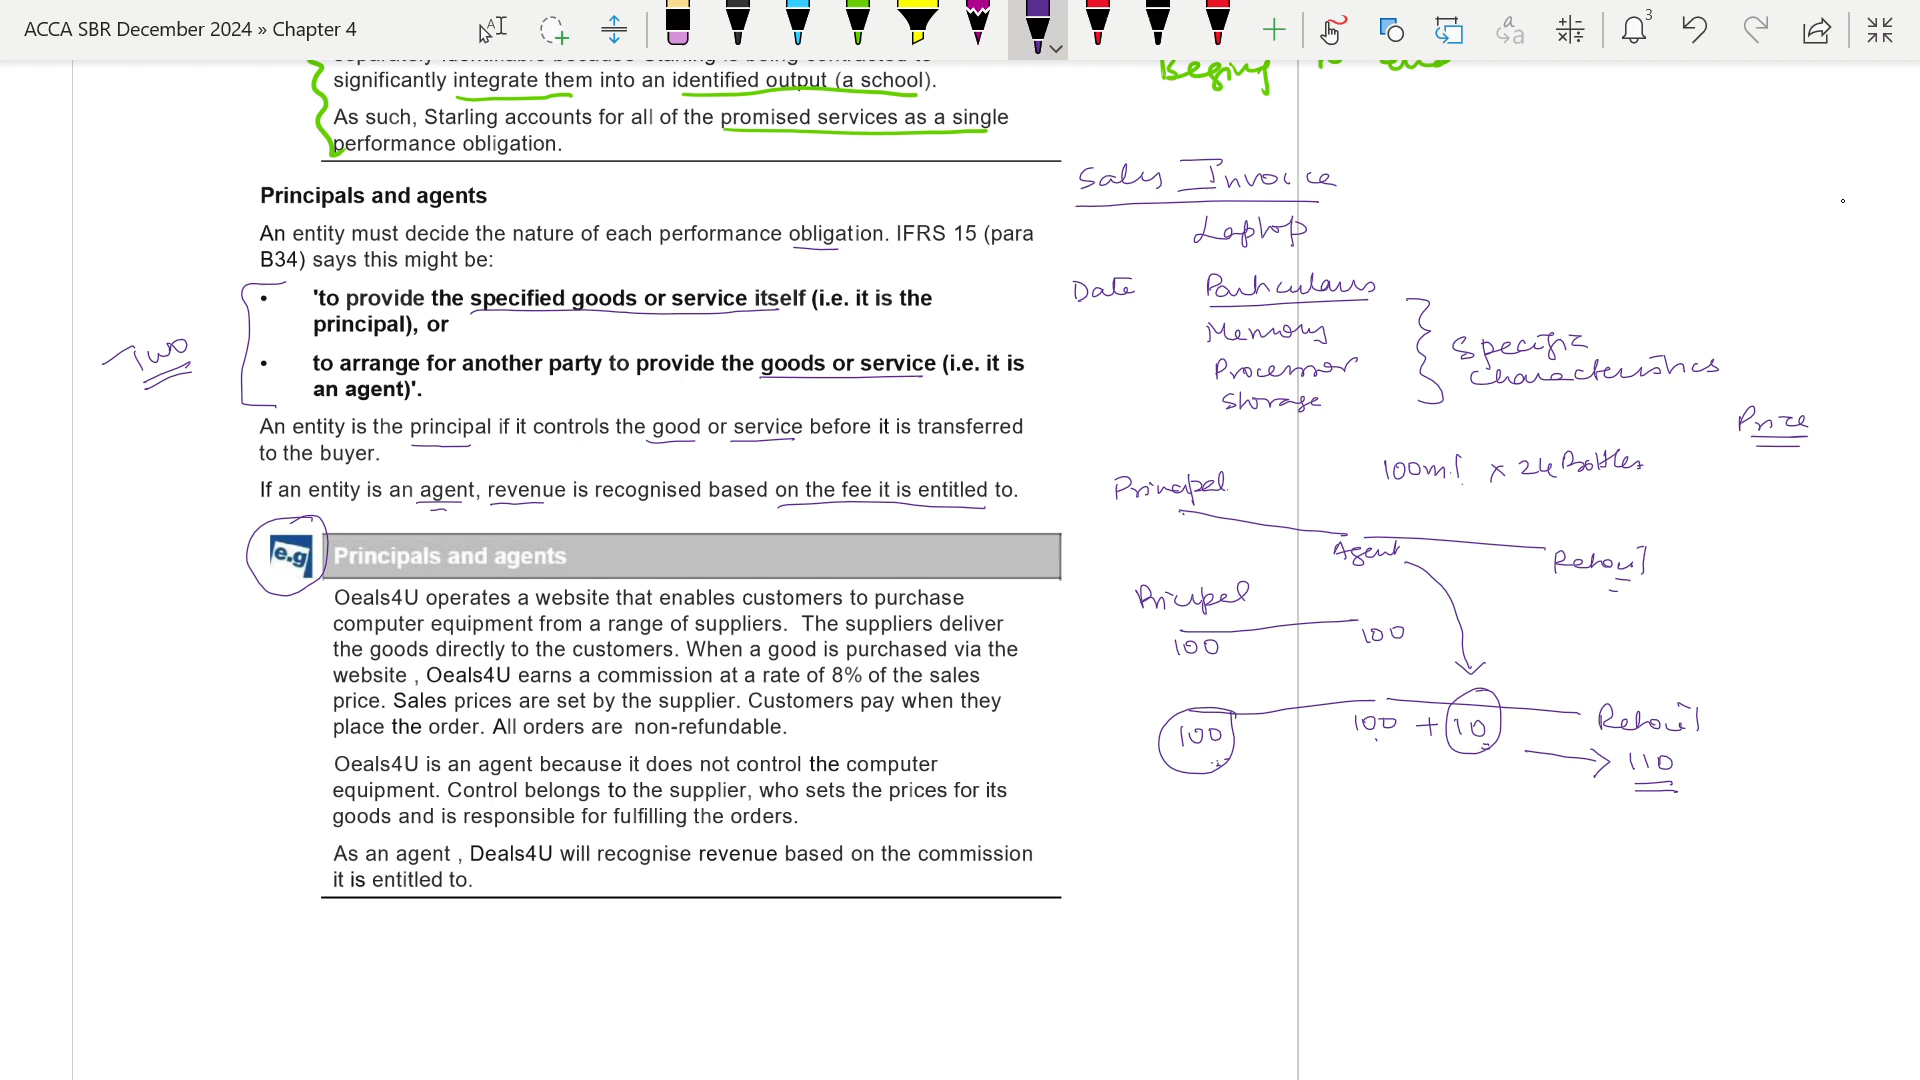 ACCA SBR December 2024 » Chapter 4
3
significantly integrate them into an identified output (a school).
As such, Starling accounts for all of the promised services as a single
performance obligation.
Principals and agents
An entity must decide the nature of each performance obligation. IFRS 15 (para
B34) says this might be:
• 'to provide the specified goods or service itself (i.e. it is the
principal), or
• to arrange for another party to provide the goods or service (i.e. it is
an agent)'.
Two
An entity is the principal if it controls the good or service before it is transferred
to the buyer.
If an entity is an agent, revenue is recognised based on the fee it is entitled to.
e.g Principals and agents
Oeals4U operates a website that enables customers to purchase
computer equipment from a range of suppliers. The suppliers deliver
the goods directly to the customers. When a good is purchased via the
website , Oeals4U earns a commission at a rate of 8% of the sales
price. Sales prices are set by the supplier. Customers pay when they
place the order. All orders are non-refundable.
Oeals4U is an agent because it does not control the computer
equipment. Control belongs to the supplier, who sets the prices for its
goods and is responsible for fulfilling the orders.
As an agent , Deals4U will recognise revenue based on the commission
it is entitled to.
Sales Invoice
Laptop
Date Particulars
Memory
Processor
Storage
Specific
Characteristics
Price
100ml x 24 Bottles
Principal
Agent
Retail
Principal
100 100
100 100 + 10 Retail
110